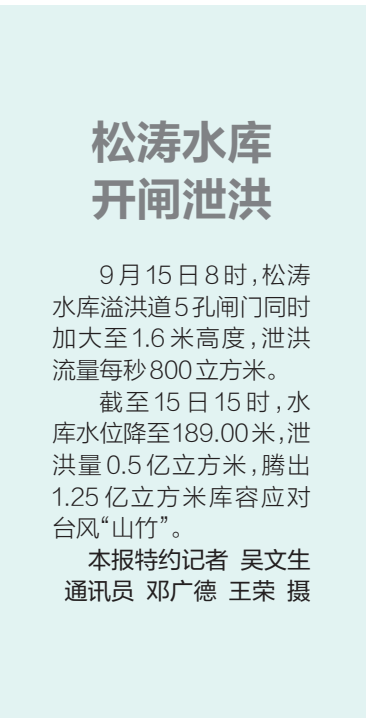 松涛水库
开闸泄洪
9月15日8时，松涛
水库溢洪道5孔闸门同时
加大至1.6米高度，泄洪
流量每秒800立方米。
截至15日15时，水
库水位降至189.00米，泄
洪量0.5亿立方米，腾出
1.25亿立方米库容应对
台风“山竹”。
本报特约记者 吴文生
通讯员 邓广德 王荣 摄